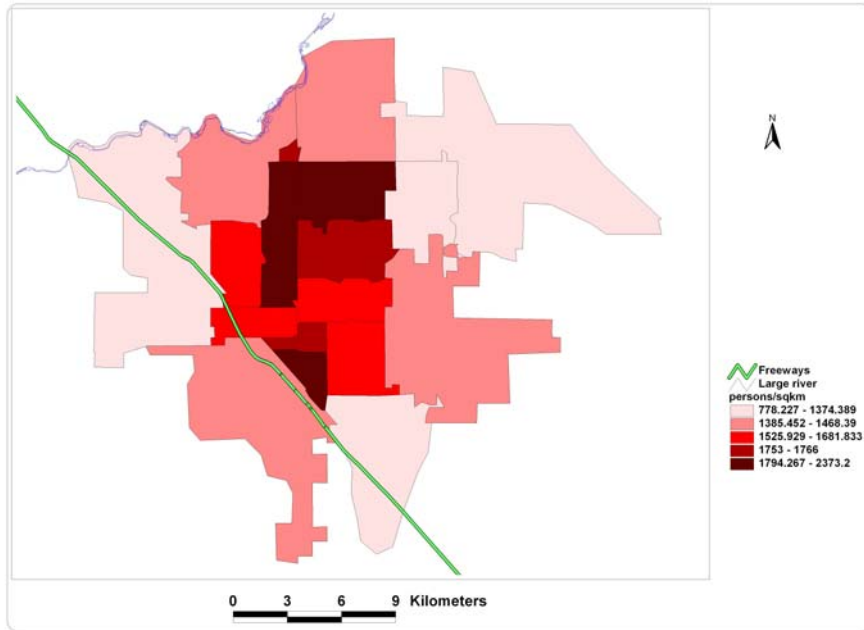 N
Freeways
Large river
persons/sqkm
778.227 - 1374.389
1385.452 - 1468.39
1525.929 - 1681.833
1753 - 1766
1794.267 - 2373.2
0 3 6 9 Kilometers